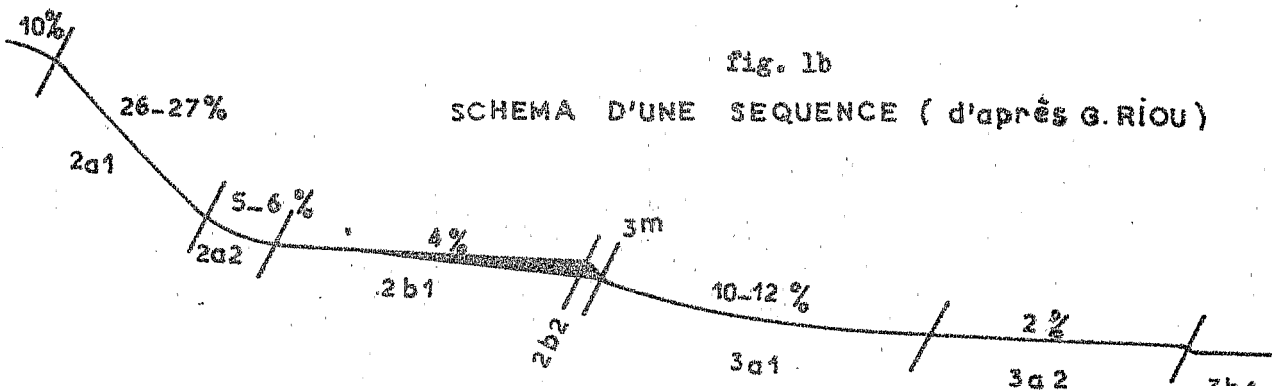 10%
fig. 1b
SCHEMA D'UNE SEQUENCE ( d'après G. RIOU )
26-27%
2a1
5-6 %
2a2
4%
3m
2b1
2b2
10-12 %
3a1
2 %
3a2